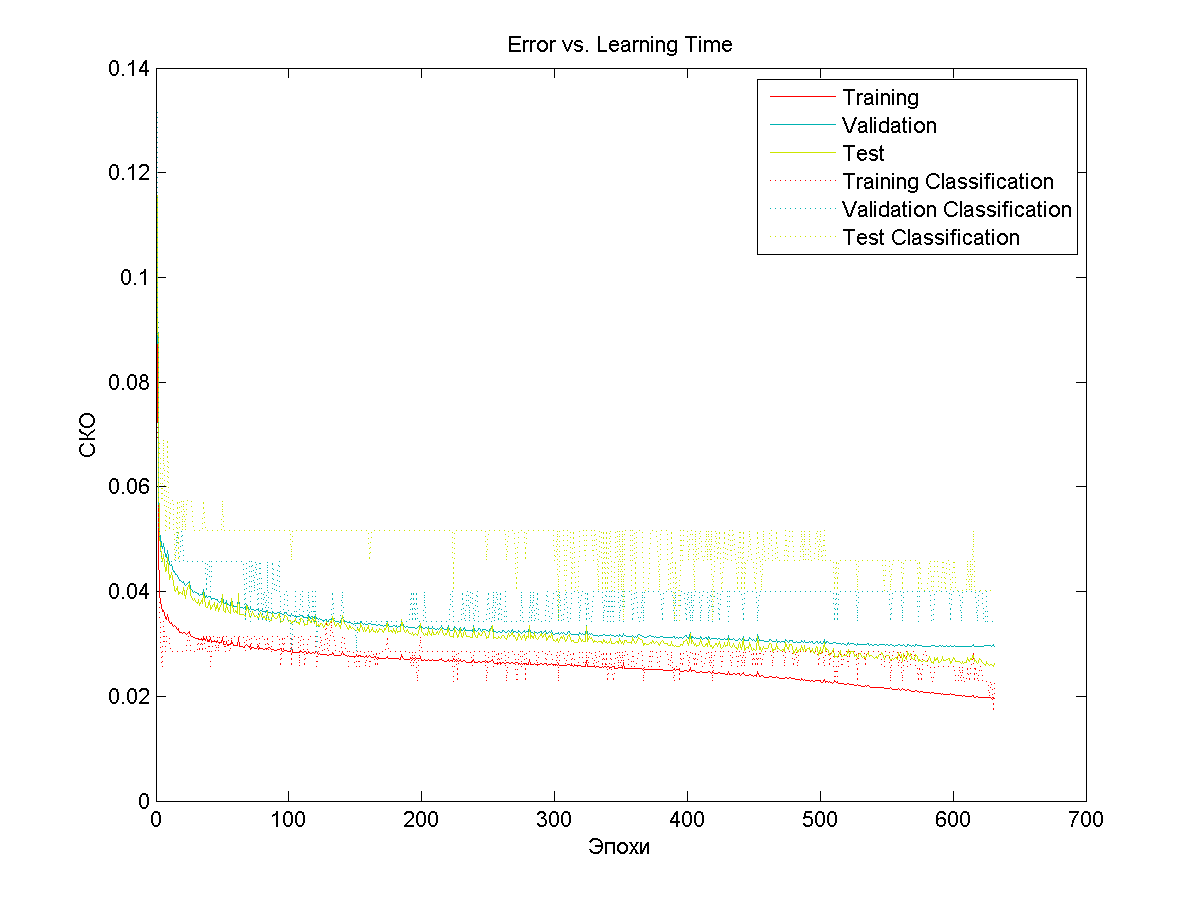 Error vs. Learning Time
0.14
0.12
0.1
0.08
0.06
0.04
0.02
0
СКО
Training
Validation
Test
Training Classification
Validation Classification
Test Classification
0 100 200 300 400 500 600 700
Эпохи